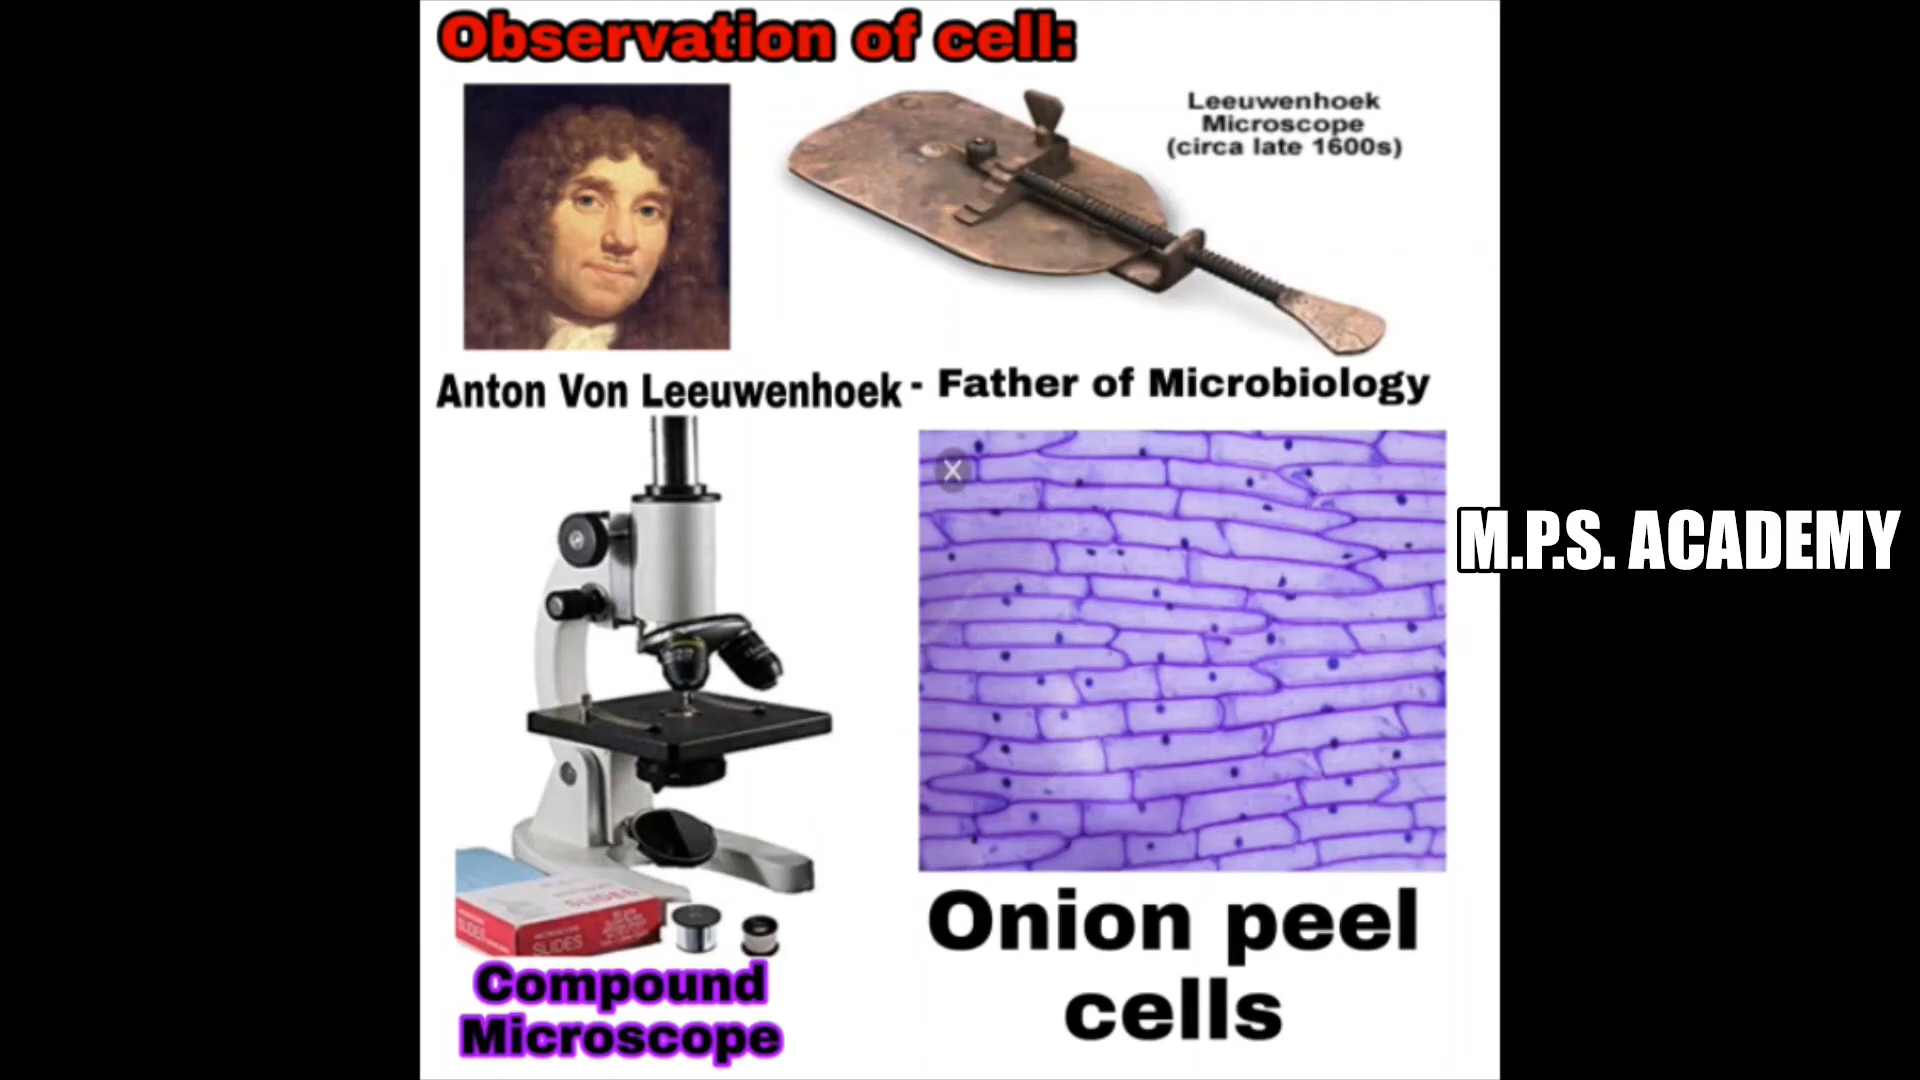 Observation of cell:
Leeuwenhoek
Microscope
(circa late 1600s)
Anton Von Leeuwenhoek - Father of Microbiology
X
M.P.S. ACADEMY
SLIDES
SLIDES
Compound
Microscope
Onion peel
cells